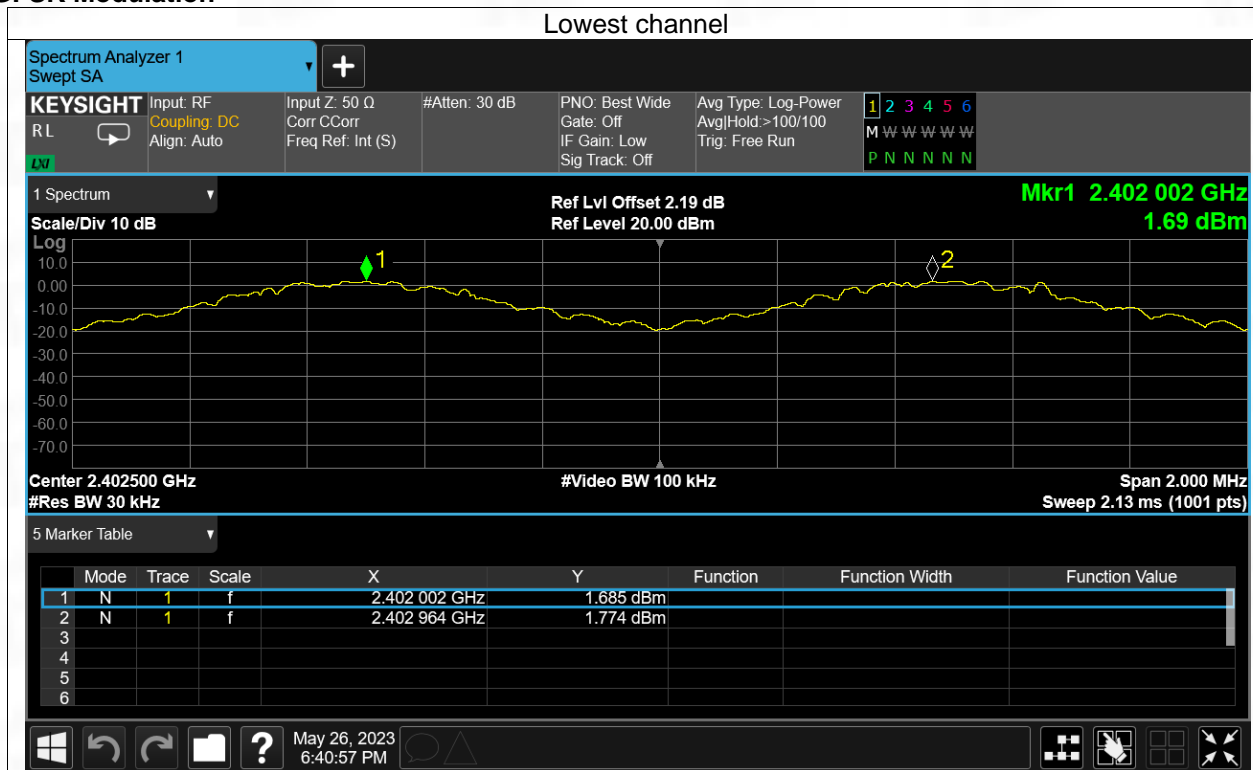 Lowest channel
Spectrum Analyzer 1
Swept SA
+
KEYSIGHT
RL
LXI
Input: RF
Coupling: DC
Align: Auto
Input Z: 50 Ω
Corr CCorr
Freq Ref: Int (S)
#Atten: 30 dB
PNO: Best Wide
Gate: Off
IF Gain: Low
Sig Track: Off
Avg Type: Log-Power
Avg|Hold:>100/100
Trig: Free Run
1 2 3 4 5 6
M W W W W W
P N N N N N
1 Spectrum
Scale/Div 10 dB
Ref Lvl Offset 2.19 dB
Ref Level 20.00 dBm
Mkr1 2.402 002 GHz
1.69 dBm
Log
10.0
0.00
-10.0
-20.0
-30.0
-40.0
-50.0
-60.0
-70.0
1
2
Center 2.402500 GHz
#Res BW 30 kHz
#Video BW 100 kHz
Span 2.000 MHz
Sweep 2.13 ms (1001 pts)
5 Marker Table
Mode Trace Scale X Y Function Function Width Function Value
1 N 1 f 2.402 002 GHz 1.685 dBm
2 N 1 f 2.402 964 GHz 1.774 dBm
3
4
5
6
?
May 26, 2023
6:40:57 PM